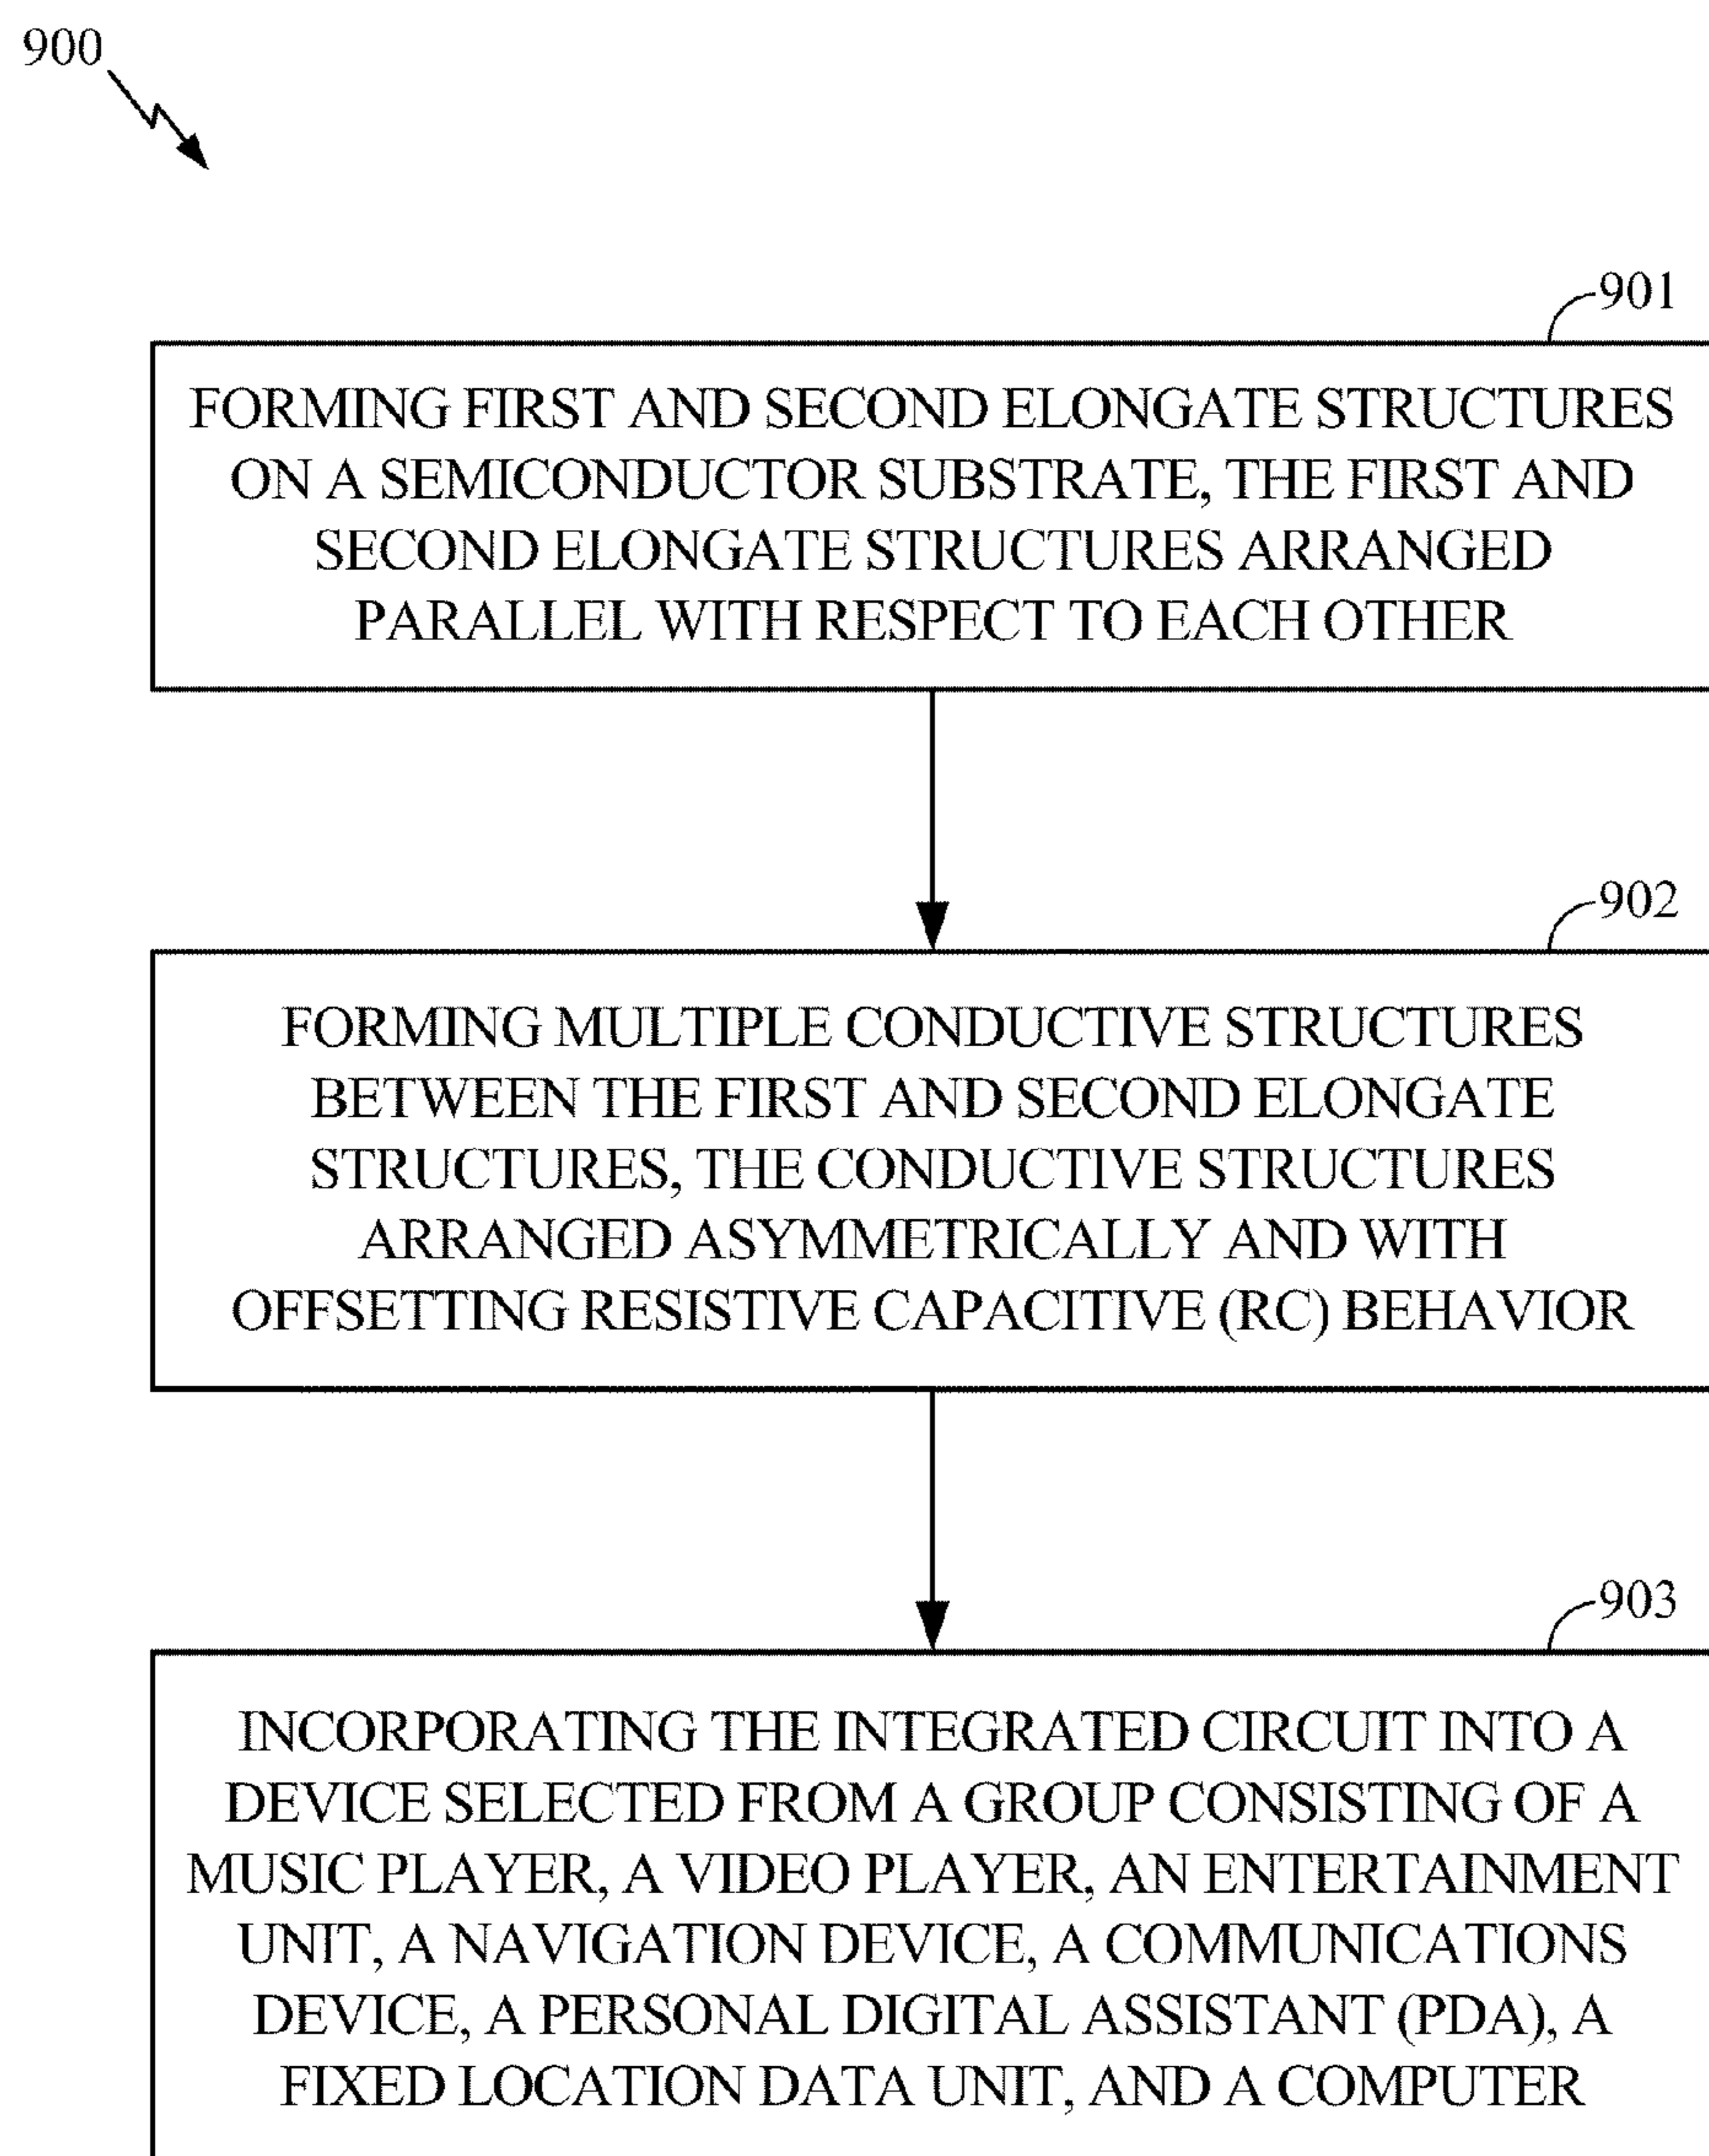 900
901
FORMING FIRST AND SECOND ELONGATE STRUCTURES
ON A SEMICONDUCTOR SUBSTRATE, THE FIRST AND
SECOND ELONGATE STRUCTURES ARRANGED
PARALLEL WITH RESPECT TO EACH OTHER
902
FORMING MULTIPLE CONDUCTIVE STRUCTURES
BETWEEN THE FIRST AND SECOND ELONGATE
STRUCTURES, THE CONDUCTIVE STRUCTURES
ARRANGED ASYMMETRICALLY AND WITH
OFFSETTING RESISTIVE CAPACITIVE (RC) BEHAVIOR
903
INCORPORATING THE INTEGRATED CIRCUIT INTO A
DEVICE SELECTED FROM A GROUP CONSISTING OF A
MUSIC PLAYER, A VIDEO PLAYER, AN ENTERTAINMENT
UNIT, A NAVIGATION DEVICE, A COMMUNICATIONS
DEVICE, A PERSONAL DIGITAL ASSISTANT (PDA), A
FIXED LOCATION DATA UNIT, AND A COMPUTER